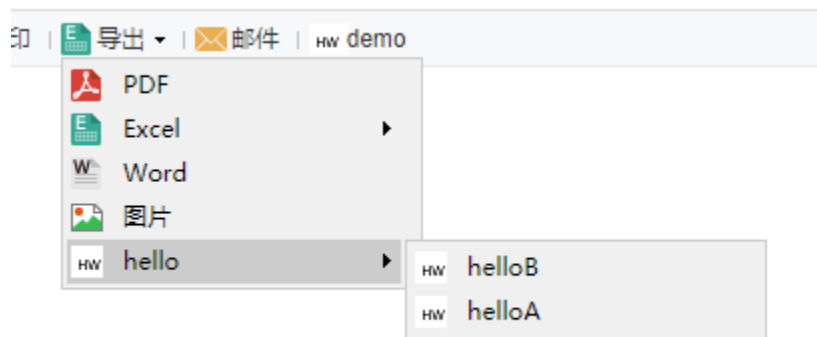 印 | 导出 | 邮件 | HW demo
PDF
Excel
Word
图片
HW hello
HW helloB
HW helloA